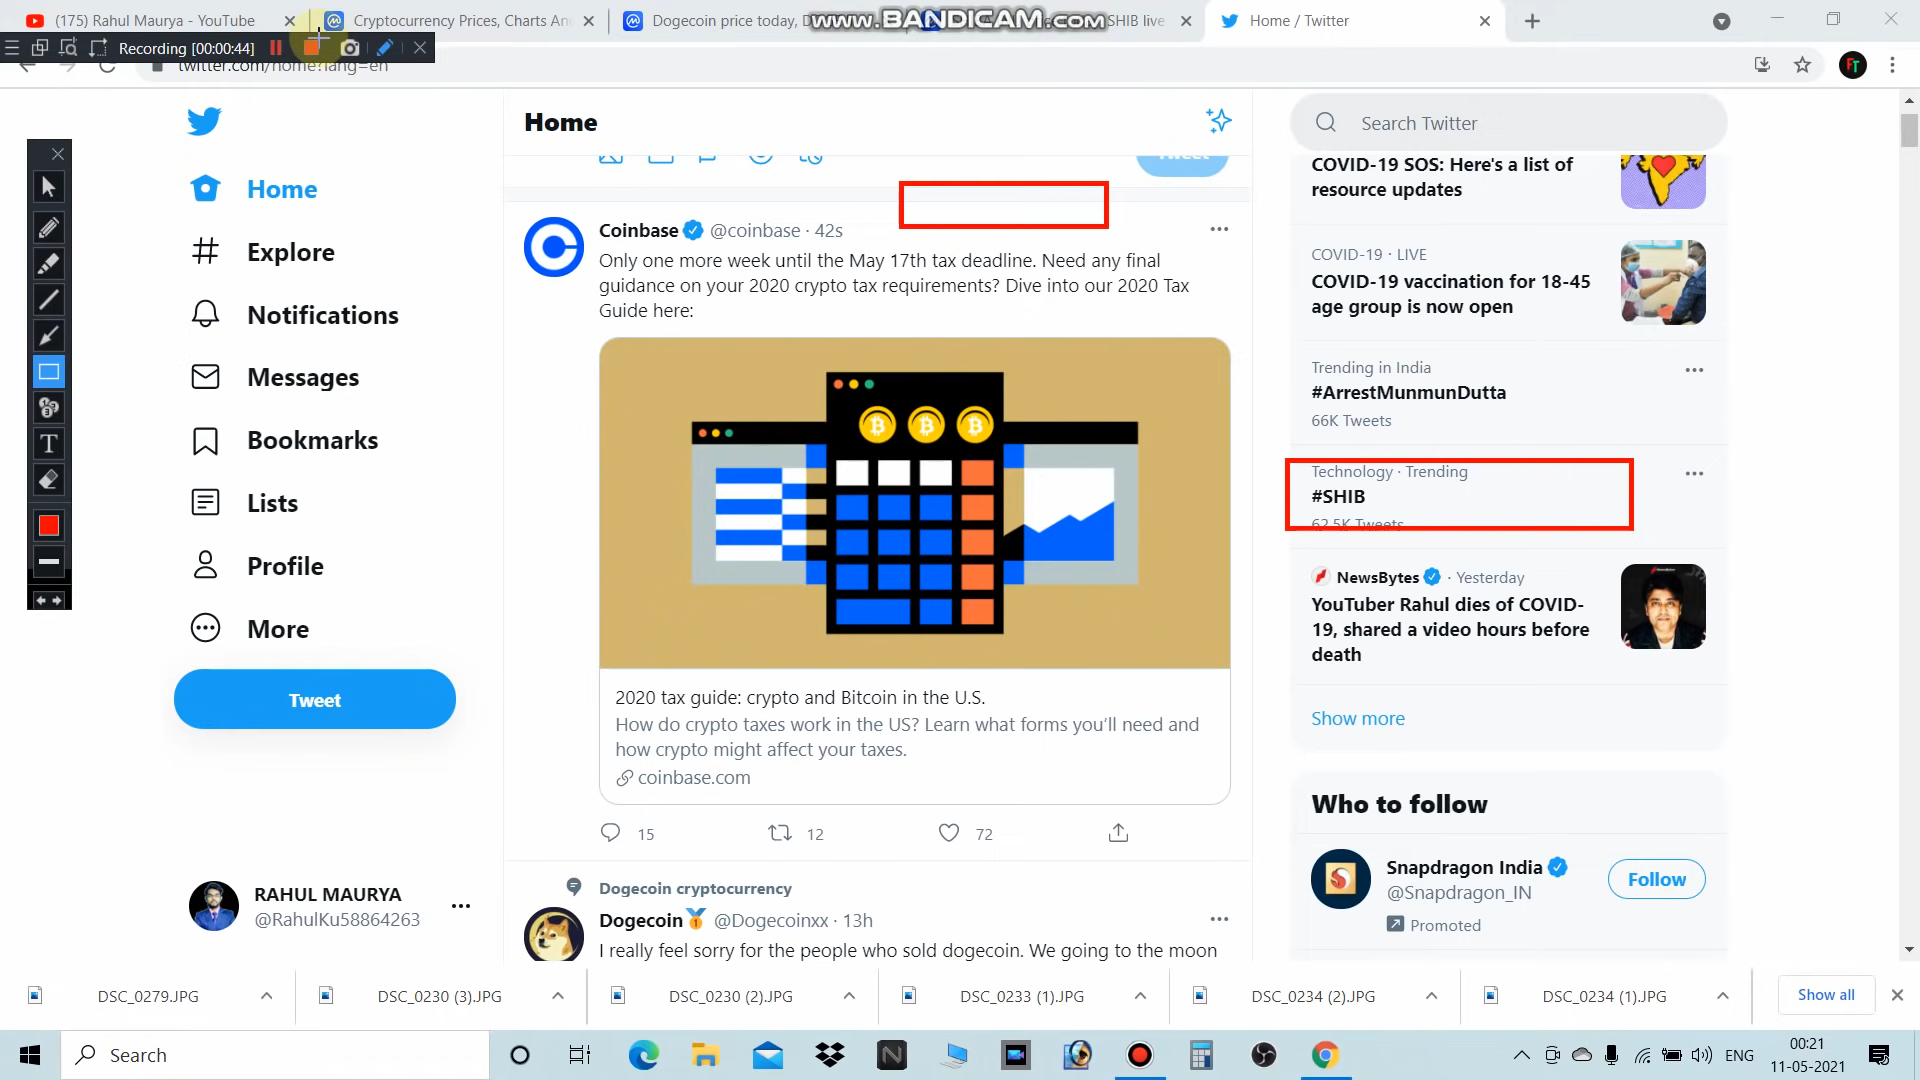 (175) Rahul Maurya - YouTube
Cryptocurrency Prices, Charts An
Dogecoin price today, D
www.BANDICAM.com
SHIB live
Home / Twitter
Recording [00:00:44]
twitter.com/home?lang=en
FT
Home
Explore
Notifications
Messages
Bookmarks
Lists
Profile
More
Tweet
RAHUL MAURYA
@RahulKu58864263
T
Home
Tweet
Coinbase @coinbase · 42s
Only one more week until the May 17th tax deadline. Need any final
guidance on your 2020 crypto tax requirements? Dive into our 2020 Tax
Guide here:
2020 tax guide: crypto and Bitcoin in the U.S.
How do crypto taxes work in the US? Learn what forms you'll need and
how crypto might affect your taxes.
coinbase.com
15 12 72
Dogecoin cryptocurrency
Dogecoin @Dogecoinxx · 13h
I really feel sorry for the people who sold dogecoin. We going to the moon
Search Twitter
COVID-19 SOS: Here's a list of
resource updates
COVID-19 · LIVE
COVID-19 vaccination for 18-45
age group is now open
Trending in India
#ArrestMunmunDutta
66K Tweets
Technology · Trending
#SHIB
62.5K Tweets
NewsBytes · Yesterday
YouTuber Rahul dies of COVID-
19, shared a video hours before
death
Show more
Who to follow
Snapdragon India
@Snapdragon_IN
Follow
Promoted
DSC_0279.JPG
DSC_0230 (3).JPG
DSC_0230 (2).JPG
DSC_0233 (1).JPG
DSC_0234 (2).JPG
DSC_0234 (1).JPG
Show all
Search
ENG
00:21
11-05-2021